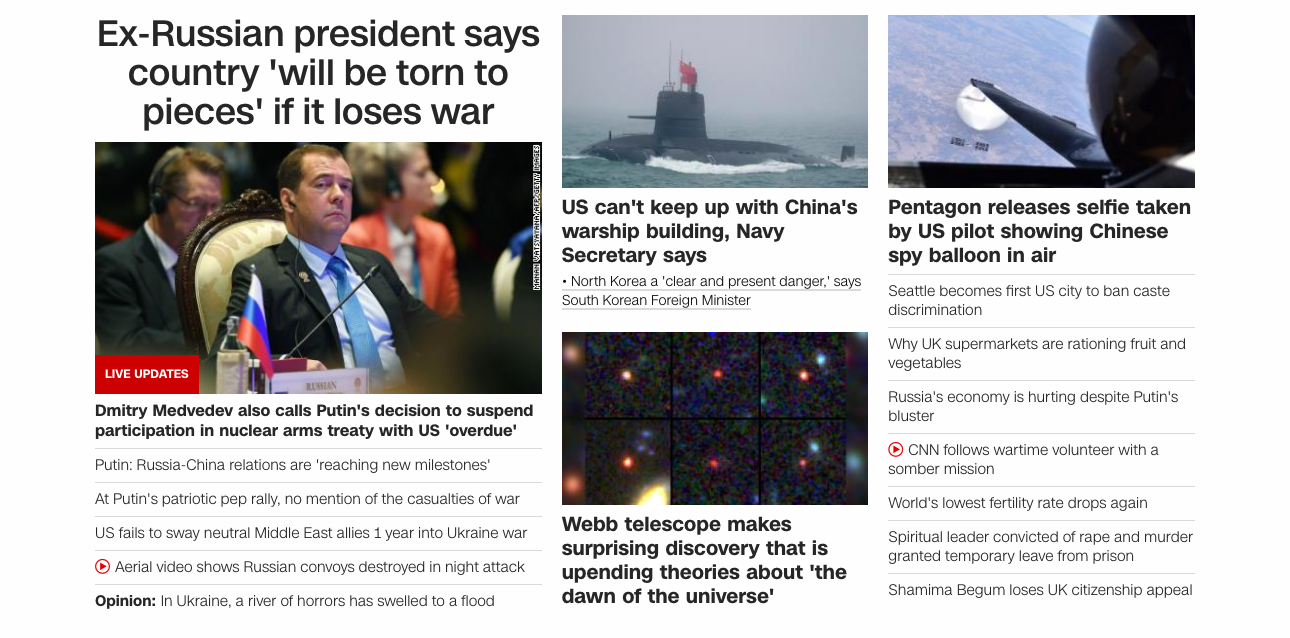 Ex-Russian president says
country 'will be torn to
pieces' if it loses war
LIVE UPDATES
RUSSIAN
Dmitry Medvedev also calls Putin's decision to suspend
participation in nuclear arms treaty with US 'overdue'
Putin: Russia-China relations are 'reaching new milestones'
At Putin's patriotic pep rally, no mention of the casualties of war
US fails to sway neutral Middle East allies 1 year into Ukraine war
Aerial video shows Russian convoys destroyed in night attack
Opinion: In Ukraine, a river of horrors has swelled to a flood
US can't keep up with China's
warship building, Navy
Secretary says
• North Korea a 'clear and present danger,' says
South Korean Foreign Minister
Webb telescope makes
surprising discovery that is
upending theories about 'the
dawn of the universe'
Pentagon releases selfie taken
by US pilot showing Chinese
spy balloon in air
Seattle becomes first US city to ban caste
discrimination
Why UK supermarkets are rationing fruit and
vegetables
Russia's economy is hurting despite Putin's
bluster
CNN follows wartime volunteer with a
somber mission
World's lowest fertility rate drops again
Spiritual leader convicted of rape and murder
granted temporary leave from prison
Shamima Begum loses UK citizenship appeal